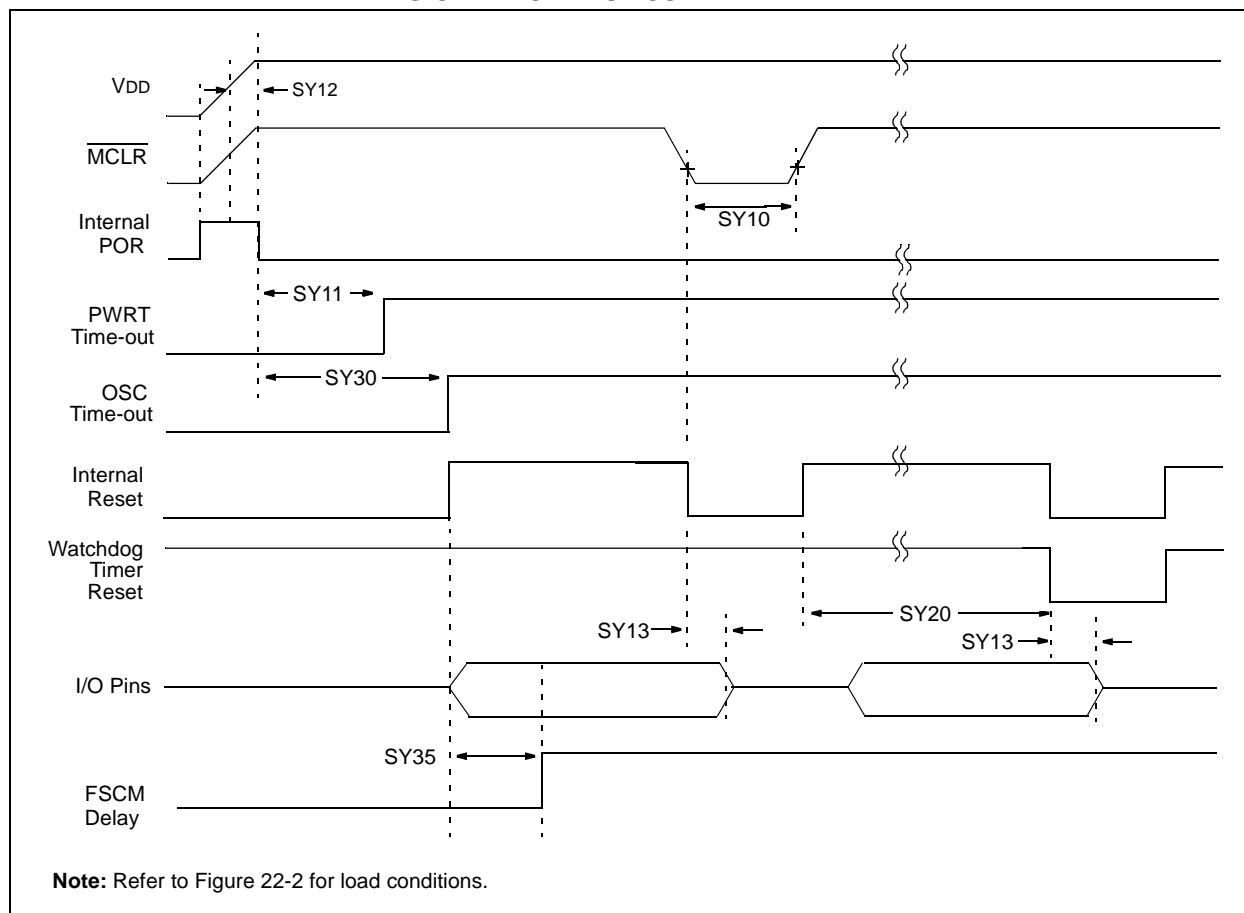 VDD
SY12
MCLR
SY10
Internal
POR
SY11
PWRT
Time-out
SY30
OSC
Time-out
Internal
Reset
Watchdog
Timer
Reset
SY20
SY13
SY13
I/O Pins
SY35
FSCM
Delay
Note: Refer to Figure 22-2 for load conditions.